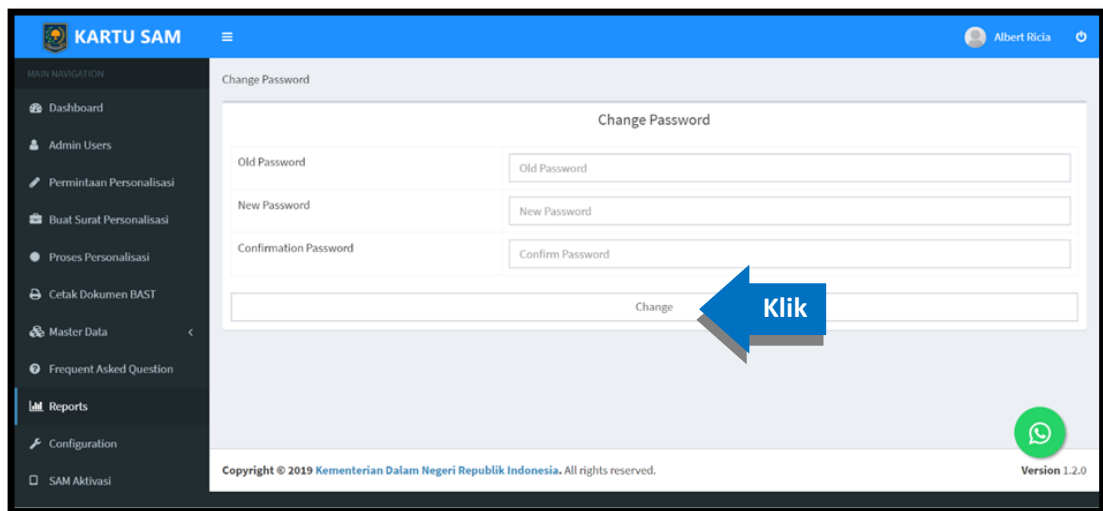 KARTU SAM
Albert Ricia
MAIN NAVIGATION
Dashboard
Admin Users
Permintaan Personalisasi
Buat Surat Personalisasi
Proses Personalisasi
Cetak Dokumen BAST
Master Data
Frequent Asked Question
Reports
Configuration
SAM Aktivasi
Change Password
Change Password
Old Password
Old Password
New Password
New Password
Confirmation Password
Confirm Password
Change
Klik
Copyright © 2019 Kementerian Dalam Negeri Republik Indonesia. All rights reserved.
Version 1.2.0